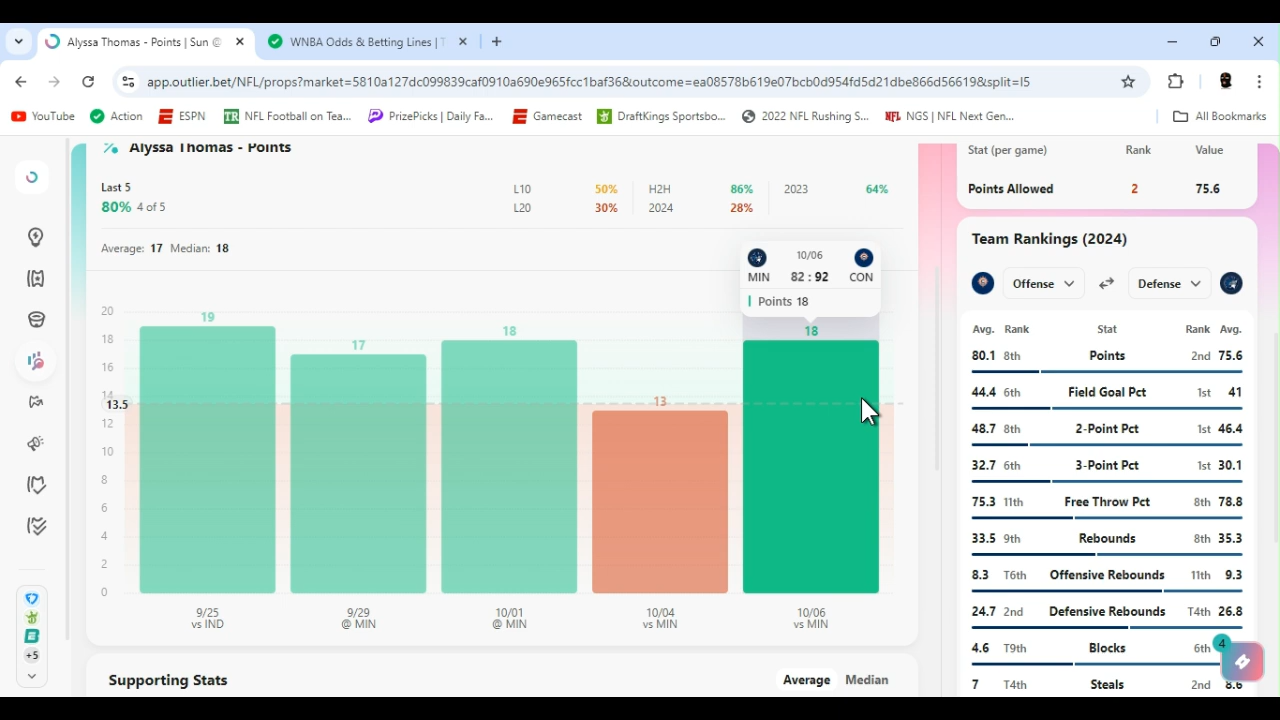 Alyssa Thomas - Points | Sun @
WNBA Odds & Betting Lines | T
app.outlier.bet/NFL/props?market=5810a127dc099839caf0910a690e965fcc1baf36&outcome=ea08578b619e07bcb0d954fd5d21dbe866d56619&split=l5
YouTube Action ESPN NFL Football on Tea... PrizePicks | Daily Fa... Gamecast DraftKings Sportsbo... 2022 NFL Rushing S... NGS | NFL Next Gen... All Bookmarks
Alyssa Thomas - Points
Last 5
80% 4 of 5
L10 50% H2H 86% 2023 64%
L20 30% 2024 28%
Average: 17 Median: 18
10/06
MIN 82 : 92 CON
Points 18
20
18
16
14
13.5
12
10
8
6
4
2
0
19
17
18
13
18
9/25
vs IND
9/29
@ MIN
10/01
@ MIN
10/04
vs MIN
10/06
vs MIN
Supporting Stats
Average Median
Stat (per game) Rank Value
Points Allowed 2 75.6
Team Rankings (2024)
Offense Defense
Avg. Rank Stat Rank Avg.
80.1 8th Points 2nd 75.6
44.4 6th Field Goal Pct 1st 41
48.7 8th 2-Point Pct 1st 46.4
32.7 6th 3-Point Pct 1st 30.1
75.3 11th Free Throw Pct 8th 78.8
33.5 9th Rebounds 8th 35.3
8.3 T6th Offensive Rebounds 11th 9.3
24.7 2nd Defensive Rebounds T4th 26.8
4.6 T9th Blocks 6th
7 T4th Steals 2nd 8.6
4
+5